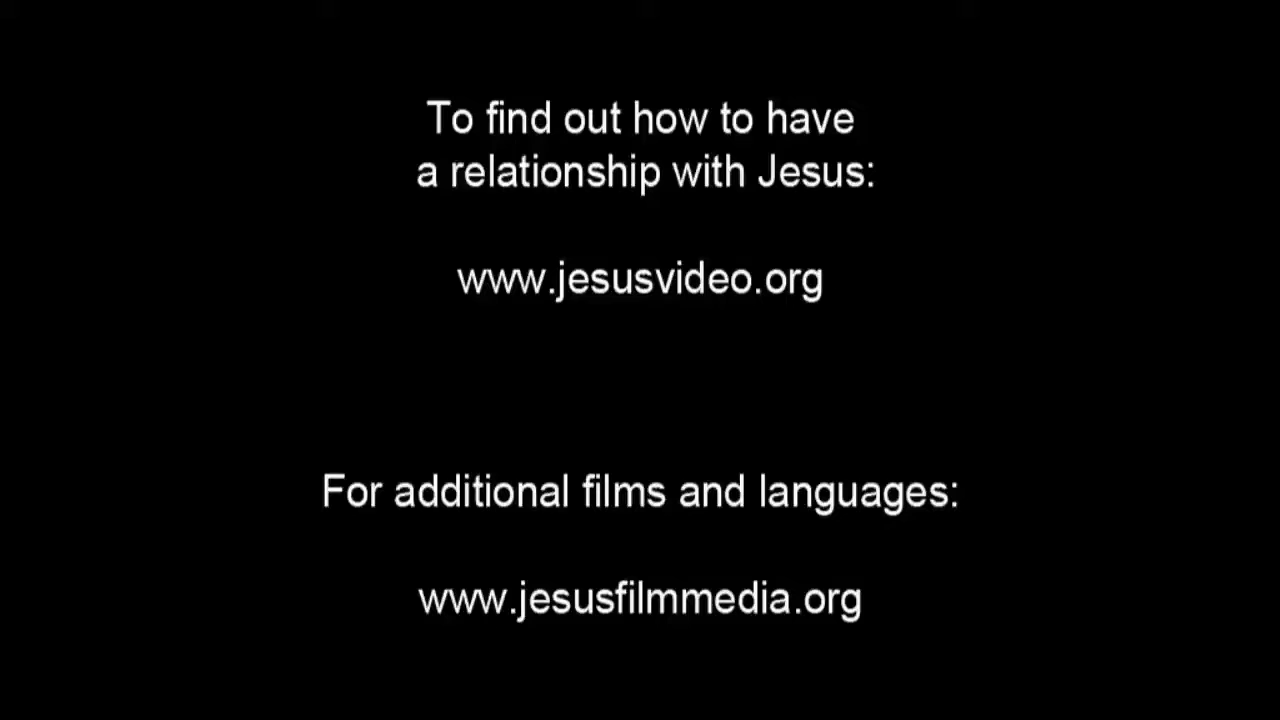 To find out how to have
a relationship with Jesus:
www.jesusvideo.org
For additional films and languages:
www.jesusfilmmedia.org